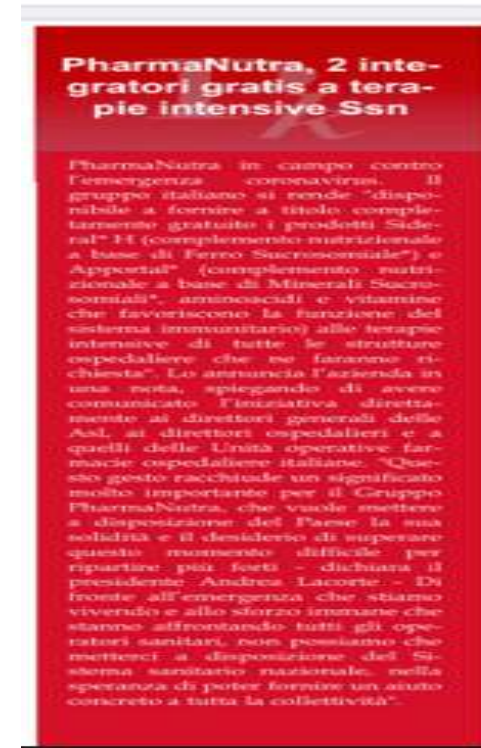 PharmaNutra, 2 inte-
gratori gratis a tera-
pie intensive Ssn
PharmaNutra in campo contro
l'emergenza coronavirus. Il
gruppo italiano si rende "dispo-
nibile a fornire a titolo comple-
tamente gratuito i prodotti Side-
ral® H (complemento nutrizionale
a base di Ferro Sucrosomiale®) e
Apportal® (complemento nutri-
zionale a base di Minerali Sucro-
somiali®, aminoacidi e vitamine
che favoriscono la funzione del
sistema immunitario) alle terapie
intensive di tutte le strutture
ospedaliere che ne faranno ri-
chiesta". Lo annuncia l'azienda in
una nota, spiegando di avere
comunicato l'iniziativa diretta-
mente ai direttori generali delle
Asl, ai direttori ospedalieri e a
quelli delle Unità operative far-
macie ospedaliere italiane. "Que-
sto gesto racchiude un significato
molto importante per il Gruppo
PharmaNutra, che vuole mettere
a disposizione del Paese la sua
solidità e il desiderio di superare
questo momento difficile per
ripartire più forti - dichiara il
presidente Andrea Lacorte - Di
fronte all'emergenza che stiamo
vivendo e allo sforzo immane che
stanno affrontando tutti gli ope-
ratori sanitari, non possiamo che
metterci a disposizione del Si-
stema sanitario nazionale, nella
speranza di poter fornire un aiuto
concreto a tutta la collettività".